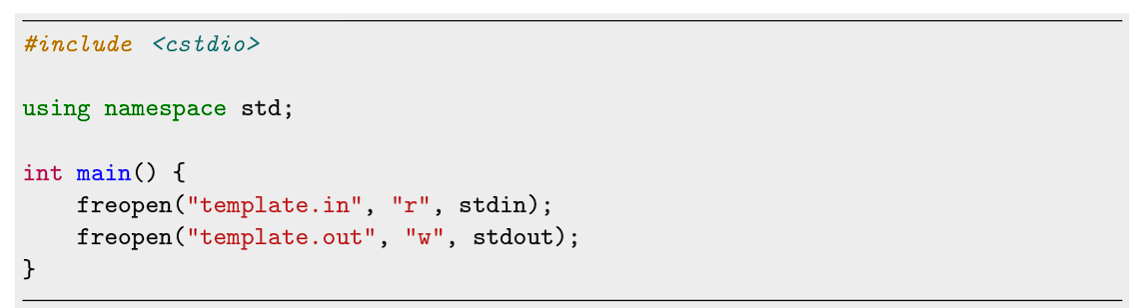 #include <cstdio>
using namespace std;
int main() {
    freopen("template.in", "r", stdin);
    freopen("template.out", "w", stdout);
}